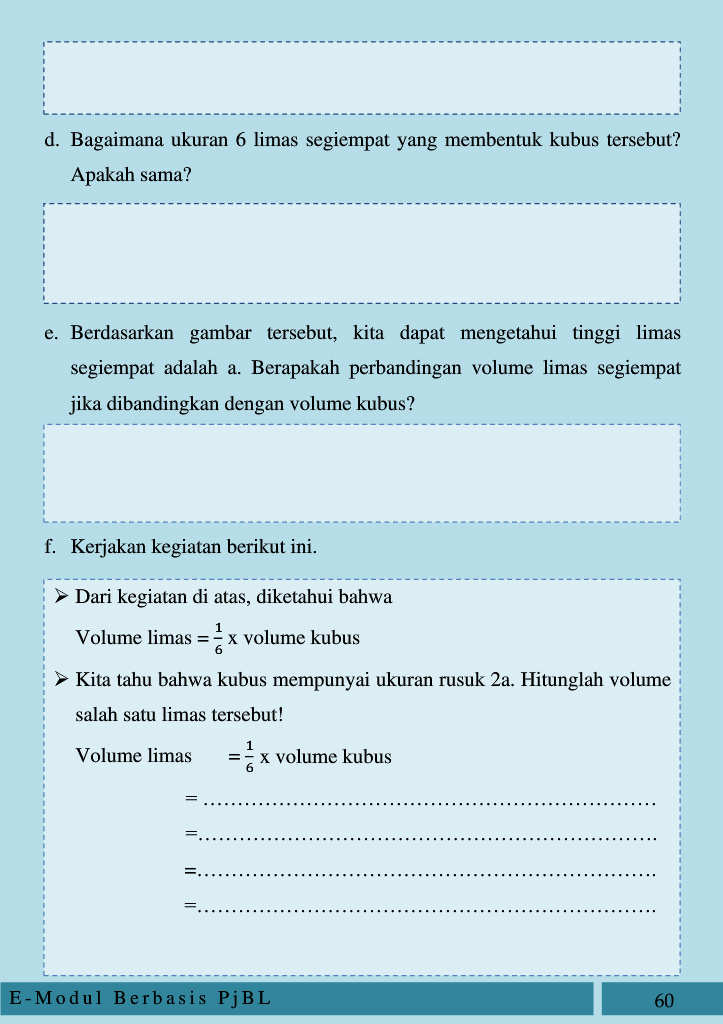 d. Bagaimana ukuran 6 limas segiempat yang membentuk kubus tersebut?
Apakah sama?
e. Berdasarkan gambar tersebut, kita dapat mengetahui tinggi limas
segiempat adalah a. Berapakah perbandingan volume limas segiempat
jika dibandingkan dengan volume kubus?
f. Kerjakan kegiatan berikut ini.
➢ Dari kegiatan di atas, diketahui bahwa
Volume limas = 1/6 x volume kubus
➢ Kita tahu bahwa kubus mempunyai ukuran rusuk 2a. Hitunglah volume
salah satu limas tersebut!
Volume limas = 1/6 x volume kubus
= …………………………………………………………
=………………………………………………………….
=………………………………………………………….
=………………………………………………………….
E-Modul Berbasis PjBL 60